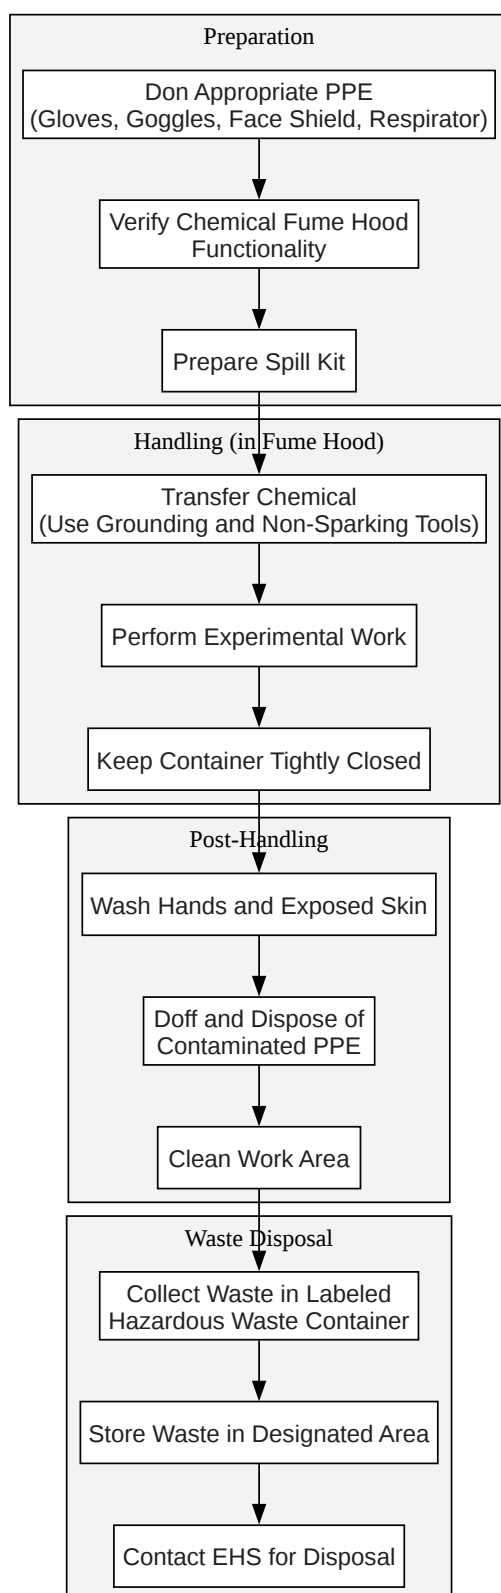 Preparation
Don Appropriate PPE
(Gloves, Goggles, Face Shield, Respirator)
Verify Chemical Fume Hood
Functionality
Prepare Spill Kit
Handling (in Fume Hood)
Transfer Chemical
(Use Grounding and Non-Sparking Tools)
Perform Experimental Work
Keep Container Tightly Closed
Post-Handling
Wash Hands and Exposed Skin
Doff and Dispose of
Contaminated PPE
Clean Work Area
Waste Disposal
Collect Waste in Labeled
Hazardous Waste Container
Store Waste in Designated Area
Contact EHS for Disposal